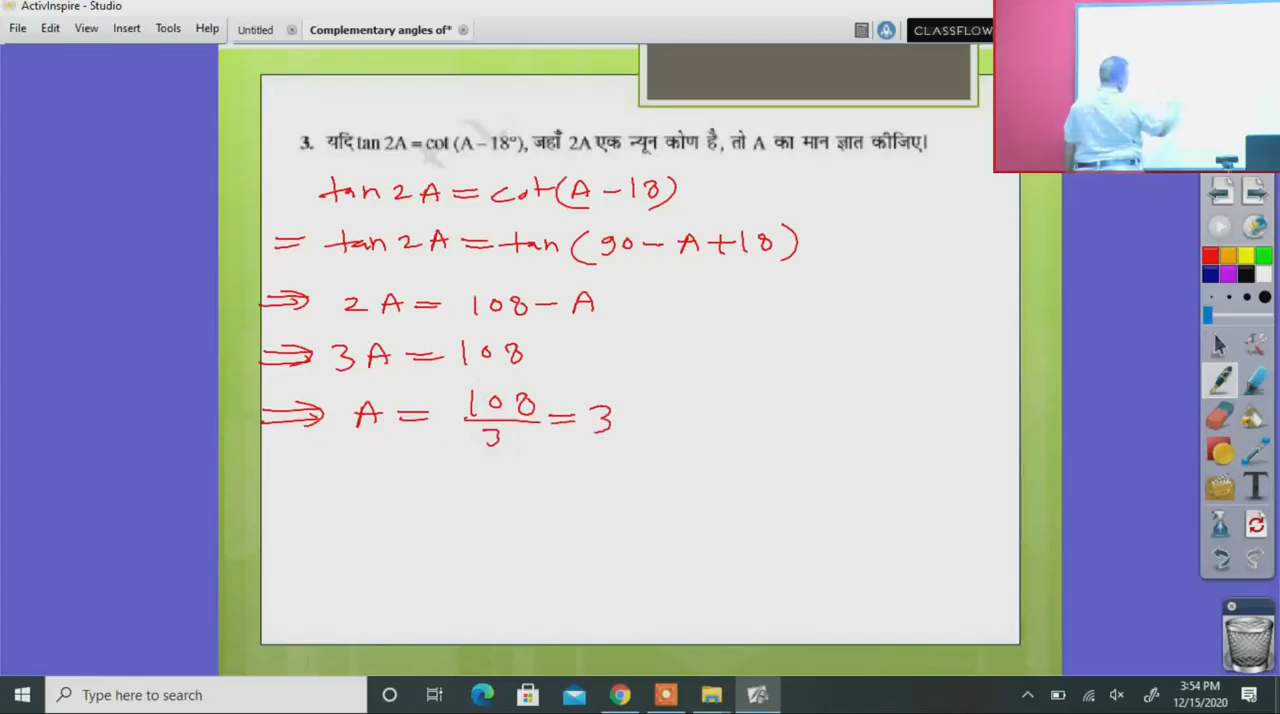 ActivInspire - Studio
File Edit View Insert Tools Help
Untitled
Complementary angles of*
CLASSFLOW
3. यदि tan 2A = cot (A – 18°), जहाँ 2A एक न्यून कोण है, तो A का मान ज्ञात कीजिए।
tan 2A = cot(A - 18)
= tan 2A = tan (90 - A + 18)
⇒ 2A = 108 - A
⇒ 3A = 108
⇒ A = 108/3 = 3
Type here to search
3:54 PM
12/15/2020